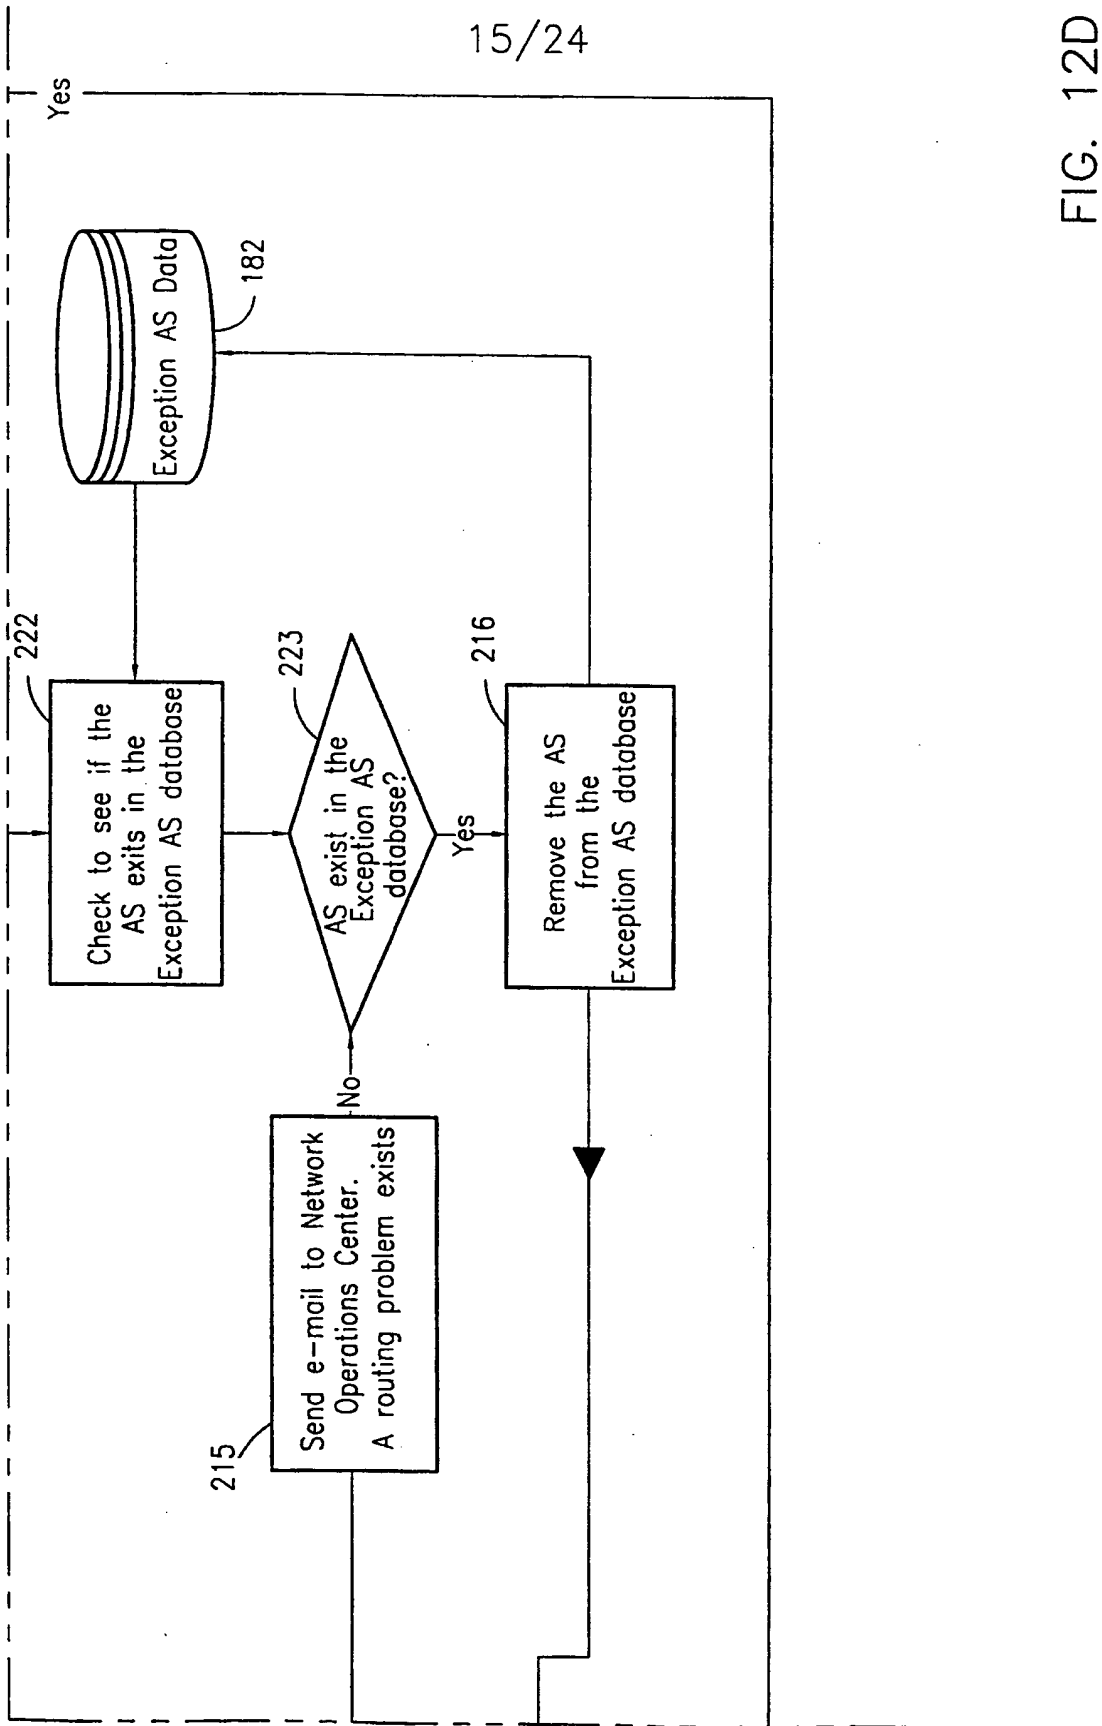 15/24
Yes
Exception AS Data
182
222
Check to see if the
AS exits in the
Exception AS database
223
AS exist in the
Exception AS
database?
No
Yes
215
Send e-mail to Network
Operations Center.
A routing problem exists
216
Remove the AS
from the
Exception AS database
FIG. 12D